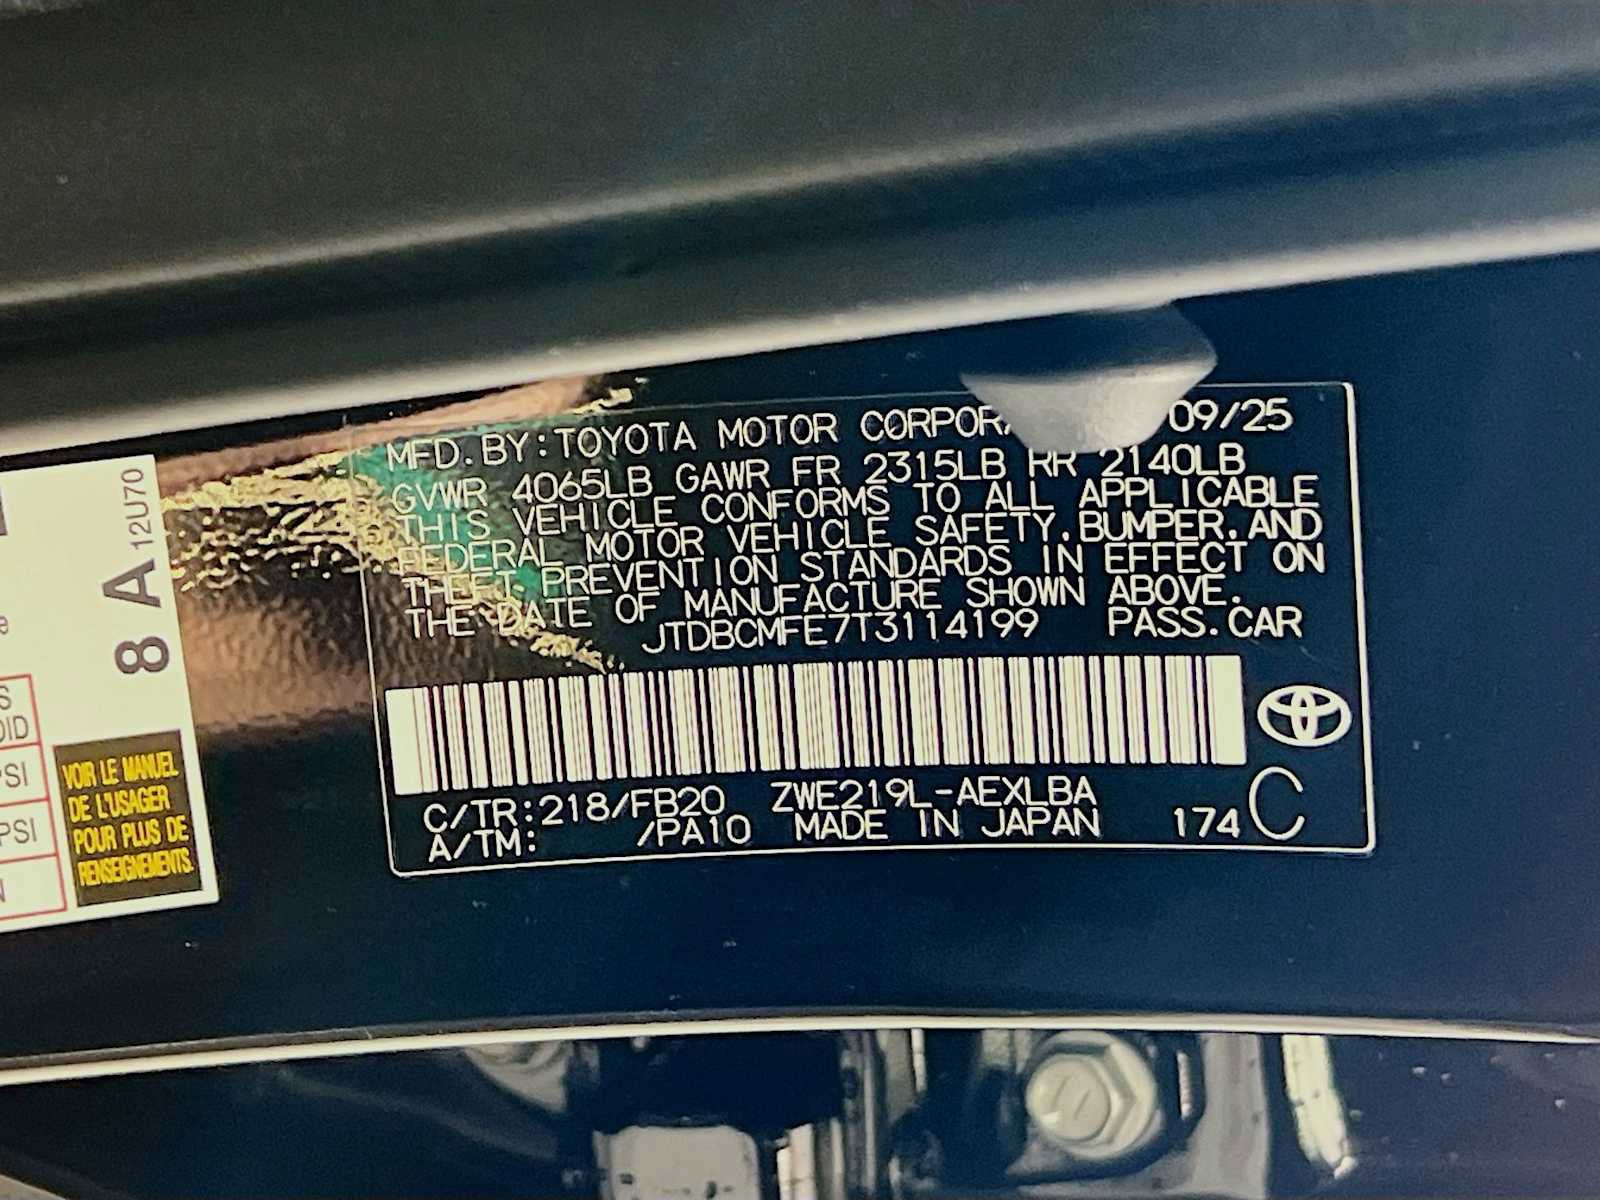 MFD. BY: TOYOTA MOTOR CORPORA 09/25
GVWR 4065LB GAWR FR 2315LB RR 2140LB
THIS VEHICLE CONFORMS TO ALL APPLICABLE
FEDERAL MOTOR VEHICLE SAFETY. BUMPER. AND
THEFT PREVENTION STANDARDS IN EFFECT ON
THE DATE OF MANUFACTURE SHOWN ABOVE.
JTDBCMFE7T3114199 PASS. CAR
C/TR: 218/FB20 ZWE219L-AEXLBA
A/TM: /PA10 MADE IN JAPAN 174 C
8 A 12U70
PSI
PSI
VOIR LE MANUEL
DE L'USAGER
POUR PLUS DE
RENSEIGNEMENTS.